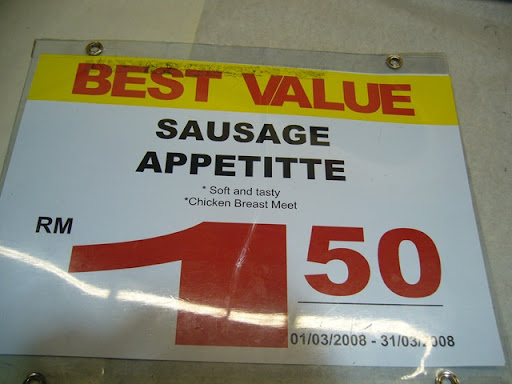 BEST VALUE
SAUSAGE
APPETITTE
* Soft and tasty
*Chicken Breast Meet
RM 1 50
01/03/2008 - 31/03/2008